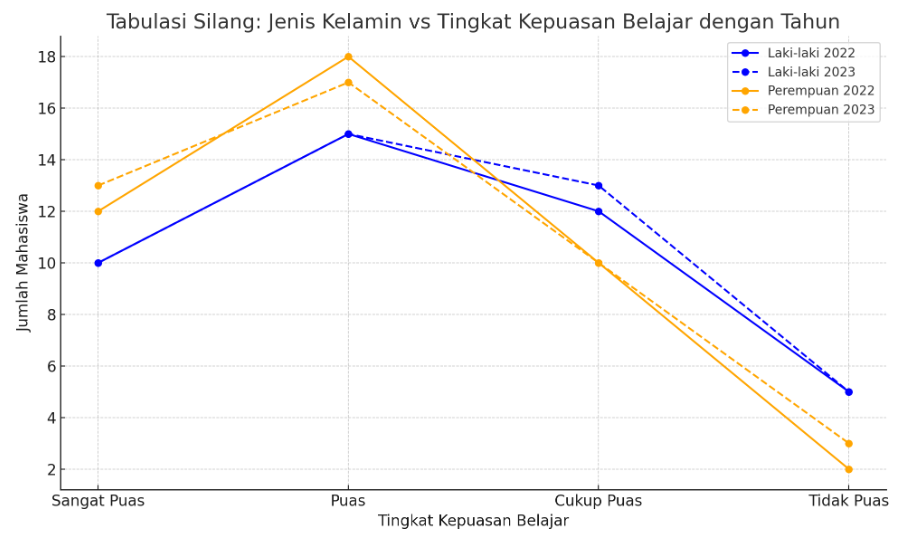 Tabulasi Silang: Jenis Kelamin vs Tingkat Kepuasan Belajar dengan Tahun
Laki-laki 2022
Laki-laki 2023
Perempuan 2022
Perempuan 2023
Jumlah Mahasiswa
18
16
14
12
10
8
6
4
2
Sangat Puas
Puas
Cukup Puas
Tidak Puas
Tingkat Kepuasan Belajar